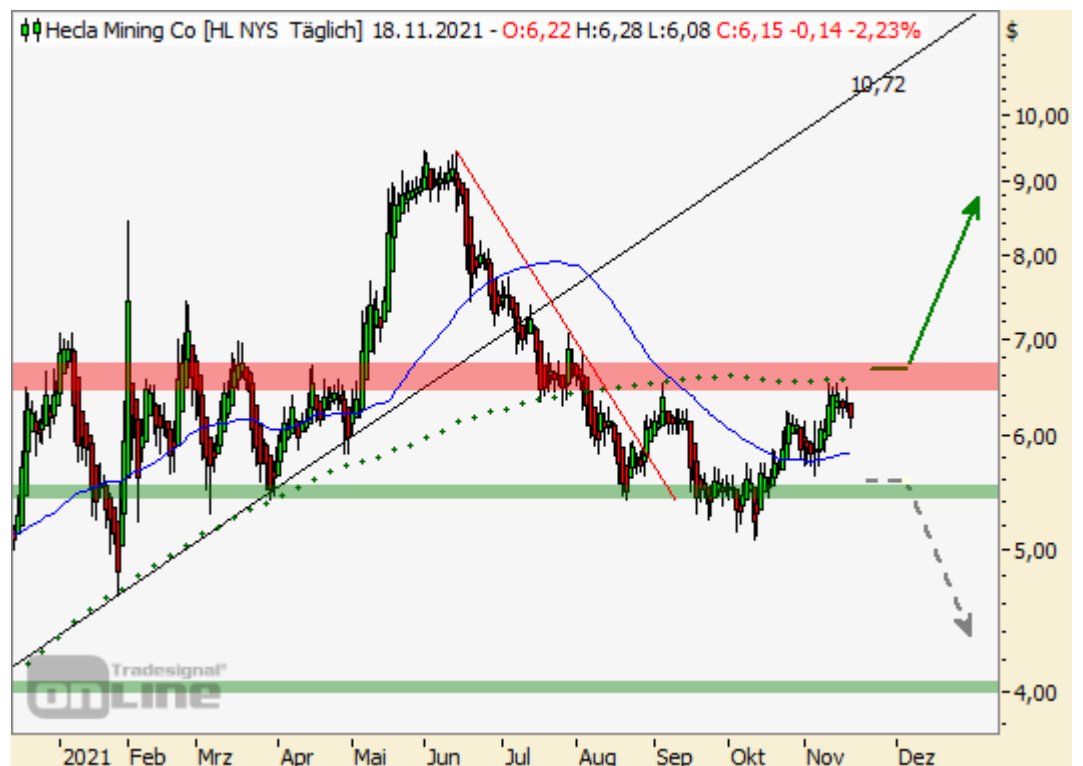 Hecla Mining Co [HL NYS Täglich] 18.11.2021 - O:6,22 H:6,28 L:6,08 C:6,15 -0,14 -2,23%
$
10,72
10,00
9,00
8,00
7,00
6,00
5,00
4,00
Tradesignal®
onLine
2021 Feb Mrz Apr Mai Jun Jul Aug Sep Okt Nov Dez